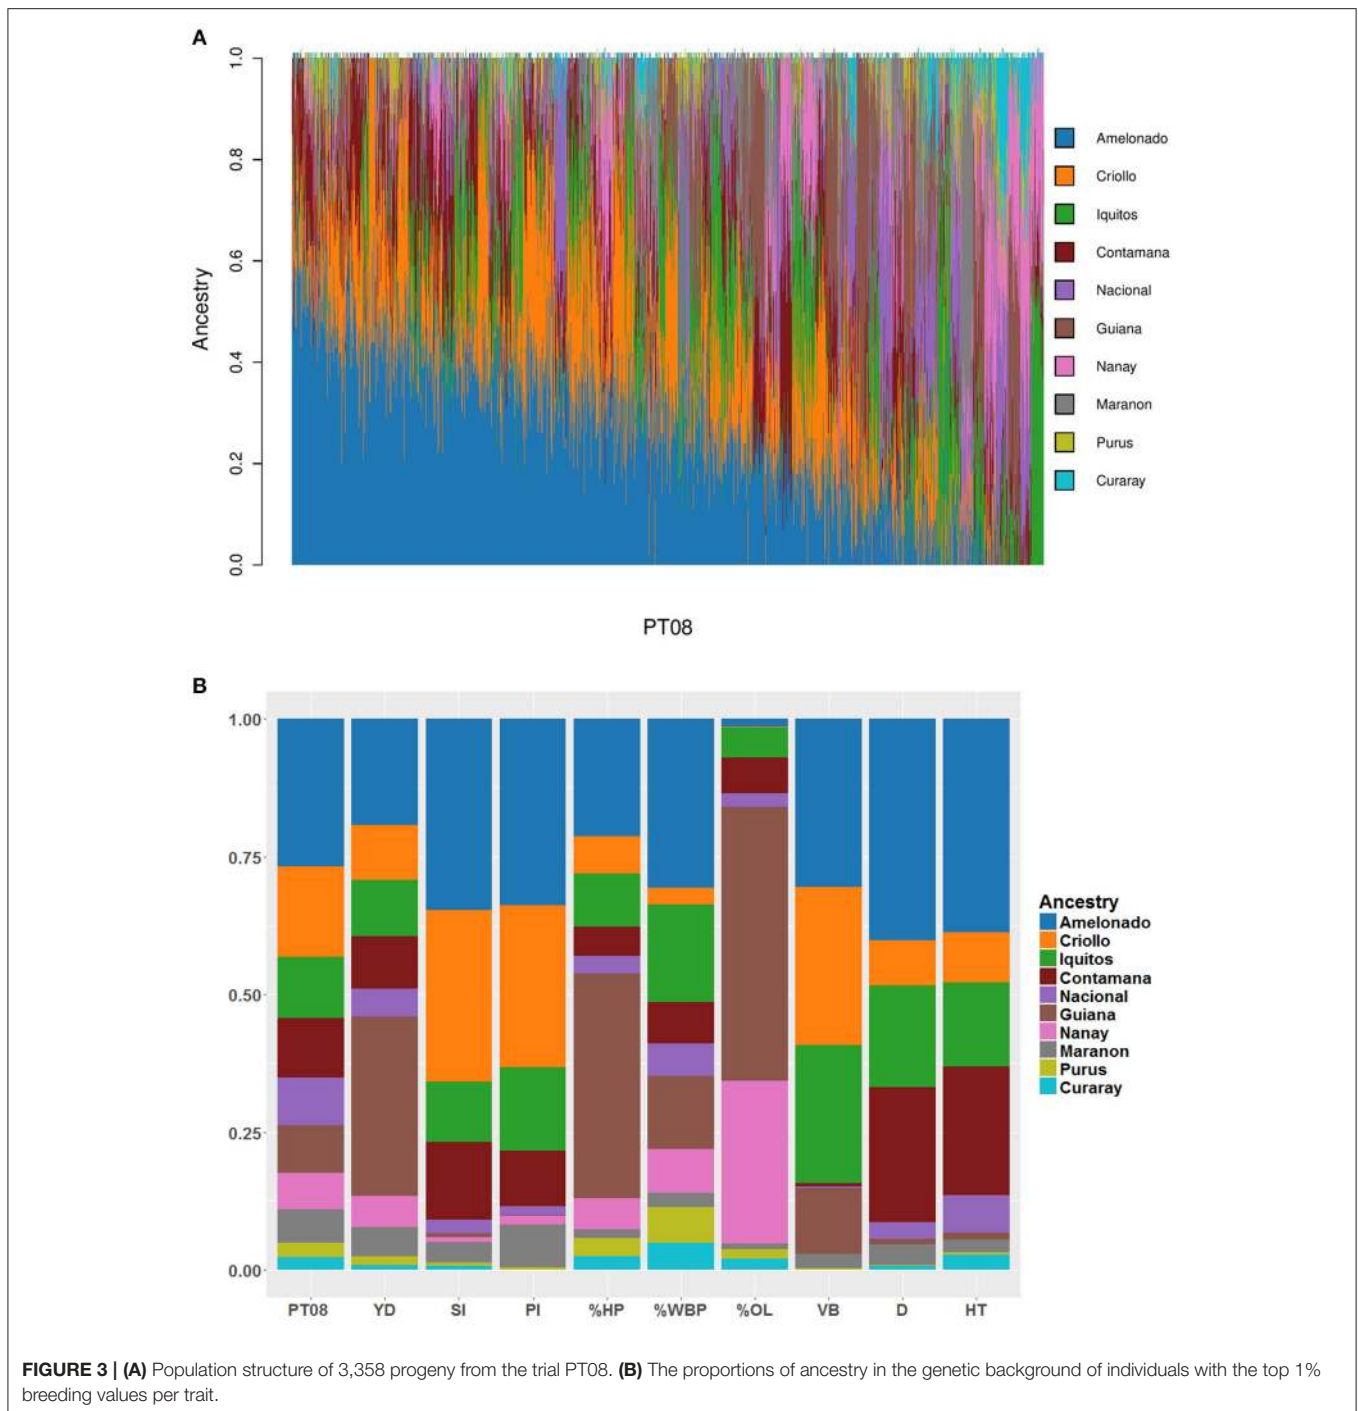 A
1.0
0.8
0.6
0.4
0.2
0.0
Ancestry
Amelonado
Criollo
Iquitos
Contamana
Nacional
Guiana
Nanay
Maranon
Purus
Curaray
PT08
B
1.00
0.75
0.50
0.25
0.00
PT08 YD SI PI %HP %WBP %OL VB D HT
Ancestry
Amelonado
Criollo
Iquitos
Contamana
Nacional
Guiana
Nanay
Maranon
Purus
Curaray
FIGURE 3 | (A) Population structure of 3,358 progeny from the trial PT08. (B) The proportions of ancestry in the genetic background of individuals with the top 1%
breeding values per trait.